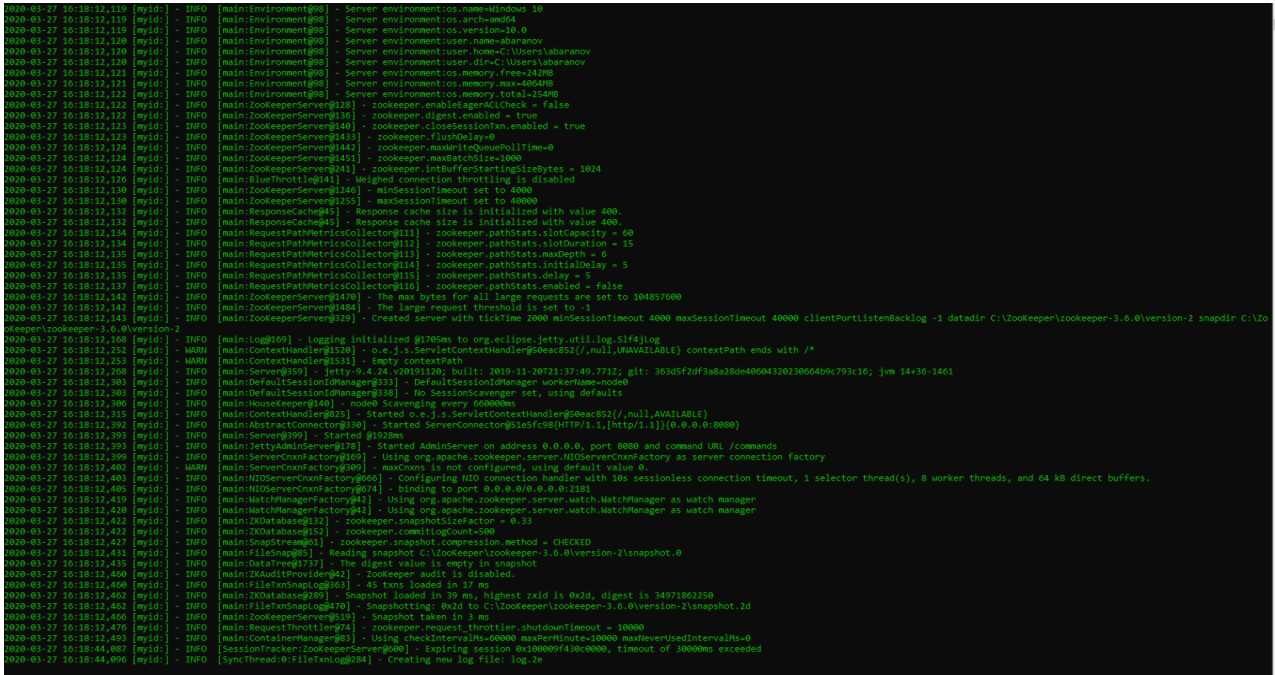 2020-03-27 16:18:12,119 [myid:] - INFO  [main:Environment@98] - Server environment:os.name=Windows 10
2020-03-27 16:18:12,119 [myid:] - INFO  [main:Environment@98] - Server environment:os.arch=amd64
2020-03-27 16:18:12,119 [myid:] - INFO  [main:Environment@98] - Server environment:os.version=10.0
2020-03-27 16:18:12,120 [myid:] - INFO  [main:Environment@98] - Server environment:user.name=abaranov
2020-03-27 16:18:12,120 [myid:] - INFO  [main:Environment@98] - Server environment:user.home=C:\Users\abaranov
2020-03-27 16:18:12,120 [myid:] - INFO  [main:Environment@98] - Server environment:user.dir=C:\Users\abaranov
2020-03-27 16:18:12,121 [myid:] - INFO  [main:Environment@98] - Server environment:os.memory.free=242MB
2020-03-27 16:18:12,121 [myid:] - INFO  [main:Environment@98] - Server environment:os.memory.max=4064MB
2020-03-27 16:18:12,122 [myid:] - INFO  [main:Environment@98] - Server environment:os.memory.total=254MB
2020-03-27 16:18:12,122 [myid:] - INFO  [main:ZooKeeperServer@128] - zookeeper.enableEagerACLCheck = false
2020-03-27 16:18:12,122 [myid:] - INFO  [main:ZooKeeperServer@136] - zookeeper.digest.enabled = true
2020-03-27 16:18:12,123 [myid:] - INFO  [main:ZooKeeperServer@140] - zookeeper.closeSessionTxn.enabled = true
2020-03-27 16:18:12,123 [myid:] - INFO  [main:ZooKeeperServer@1433] - zookeeper.flushDelay=0
2020-03-27 16:18:12,124 [myid:] - INFO  [main:ZooKeeperServer@1442] - zookeeper.maxWriteQueuePollTime=0
2020-03-27 16:18:12,124 [myid:] - INFO  [main:ZooKeeperServer@1451] - zookeeper.maxBatchSize=1000
2020-03-27 16:18:12,124 [myid:] - INFO  [main:ZooKeeperServer@241] - zookeeper.intBufferStartingSizeBytes = 1024
2020-03-27 16:18:12,126 [myid:] - INFO  [main:BlueThrottle@141] - Weighed connection throttling is disabled
2020-03-27 16:18:12,130 [myid:] - INFO  [main:ZooKeeperServer@1246] - minSessionTimeout set to 4000
2020-03-27 16:18:12,130 [myid:] - INFO  [main:ZooKeeperServer@1255] - maxSessionTimeout set to 40000
2020-03-27 16:18:12,132 [myid:] - INFO  [main:ResponseCache@45] - Response cache size is initialized with value 400.
2020-03-27 16:18:12,132 [myid:] - INFO  [main:ResponseCache@45] - Response cache size is initialized with value 400.
2020-03-27 16:18:12,134 [myid:] - INFO  [main:RequestPathMetricsCollector@111] - zookeeper.pathStats.slotCapacity = 60
2020-03-27 16:18:12,134 [myid:] - INFO  [main:RequestPathMetricsCollector@112] - zookeeper.pathStats.slotDuration = 15
2020-03-27 16:18:12,135 [myid:] - INFO  [main:RequestPathMetricsCollector@113] - zookeeper.pathStats.maxDepth = 6
2020-03-27 16:18:12,135 [myid:] - INFO  [main:RequestPathMetricsCollector@114] - zookeeper.pathStats.initialDelay = 5
2020-03-27 16:18:12,135 [myid:] - INFO  [main:RequestPathMetricsCollector@115] - zookeeper.pathStats.delay = 5
2020-03-27 16:18:12,137 [myid:] - INFO  [main:RequestPathMetricsCollector@116] - zookeeper.pathStats.enabled = false
2020-03-27 16:18:12,142 [myid:] - INFO  [main:ZooKeeperServer@1470] - The max bytes for all large requests are set to 104857600
2020-03-27 16:18:12,142 [myid:] - INFO  [main:ZooKeeperServer@1484] - The large request threshold is set to -1
2020-03-27 16:18:12,143 [myid:] - INFO  [main:ZooKeeperServer@329] - Created server with tickTime 2000 minSessionTimeout 4000 maxSessionTimeout 40000 clientPortListenBacklog -1 datadir C:\ZooKeeper\zookeeper-3.6.0\version-2 snapdir C:\Zo
oKeeper\zookeeper-3.6.0\version-2
2020-03-27 16:18:12,168 [myid:] - INFO  [main:Log@169] - Logging initialized @1705ms to org.eclipse.jetty.util.log.Slf4jLog
2020-03-27 16:18:12,252 [myid:] - WARN  [main:ContextHandler@1520] - o.e.j.s.ServletContextHandler@50eac852{/,null,UNAVAILABLE} contextPath ends with /*
2020-03-27 16:18:12,253 [myid:] - WARN  [main:ContextHandler@1531] - Empty contextPath
2020-03-27 16:18:12,268 [myid:] - INFO  [main:Server@359] - jetty-9.4.24.v20191120; built: 2019-11-20T21:37:49.771Z; git: 363d5f2df3a8a28de40604320230664b9c793c16; jvm 14+36-1461
2020-03-27 16:18:12,303 [myid:] - INFO  [main:DefaultSessionIdManager@333] - DefaultSessionIdManager workerName=node0
2020-03-27 16:18:12,303 [myid:] - INFO  [main:DefaultSessionIdManager@338] - No SessionScavenger set, using defaults
2020-03-27 16:18:12,306 [myid:] - INFO  [main:HouseKeeper@140] - node0 Scavenging every 660000ms
2020-03-27 16:18:12,315 [myid:] - INFO  [main:ContextHandler@825] - Started o.e.j.s.ServletContextHandler@50eac852{/,null,AVAILABLE}
2020-03-27 16:18:12,392 [myid:] - INFO  [main:AbstractConnector@330] - Started ServerConnector@51e5fc98{HTTP/1.1,[http/1.1]}{0.0.0.0:8080}
2020-03-27 16:18:12,393 [myid:] - INFO  [main:Server@399] - Started @1928ms
2020-03-27 16:18:12,393 [myid:] - INFO  [main:JettyAdminServer@178] - Started AdminServer on address 0.0.0.0, port 8080 and command URL /commands
2020-03-27 16:18:12,399 [myid:] - INFO  [main:ServerCnxnFactory@169] - Using org.apache.zookeeper.server.NIOServerCnxnFactory as server connection factory
2020-03-27 16:18:12,402 [myid:] - WARN  [main:ServerCnxnFactory@309] - maxCnxns is not configured, using default value 0.
2020-03-27 16:18:12,403 [myid:] - INFO  [main:NIOServerCnxnFactory@666] - Configuring NIO connection handler with 10s sessionless connection timeout, 1 selector thread(s), 8 worker threads, and 64 kB direct buffers.
2020-03-27 16:18:12,405 [myid:] - INFO  [main:NIOServerCnxnFactory@674] - binding to port 0.0.0.0/0.0.0.0:2181
2020-03-27 16:18:12,419 [myid:] - INFO  [main:WatchManagerFactory@42] - Using org.apache.zookeeper.server.watch.WatchManager as watch manager
2020-03-27 16:18:12,420 [myid:] - INFO  [main:WatchManagerFactory@42] - Using org.apache.zookeeper.server.watch.WatchManager as watch manager
2020-03-27 16:18:12,422 [myid:] - INFO  [main:ZKDatabase@132] - zookeeper.snapshotSizeFactor = 0.33
2020-03-27 16:18:12,422 [myid:] - INFO  [main:ZKDatabase@152] - zookeeper.commitLogCount=500
2020-03-27 16:18:12,427 [myid:] - INFO  [main:SnapStream@61] - zookeeper.snapshot.compression.method = CHECKED
2020-03-27 16:18:12,431 [myid:] - INFO  [main:FileSnap@85] - Reading snapshot C:\ZooKeeper\zookeeper-3.6.0\version-2\snapshot.0
2020-03-27 16:18:12,435 [myid:] - INFO  [main:DataTree@1737] - The digest value is empty in snapshot
2020-03-27 16:18:12,460 [myid:] - INFO  [main:ZKAuditProvider@42] - ZooKeeper audit is disabled.
2020-03-27 16:18:12,460 [myid:] - INFO  [main:FileTxnSnapLog@363] - 45 txns loaded in 17 ms
2020-03-27 16:18:12,462 [myid:] - INFO  [main:ZKDatabase@289] - Snapshot loaded in 39 ms, highest zxid is 0x2d, digest is 34971862250
2020-03-27 16:18:12,462 [myid:] - INFO  [main:FileTxnSnapLog@470] - Snapshotting: 0x2d to C:\ZooKeeper\zookeeper-3.6.0\version-2\snapshot.2d
2020-03-27 16:18:12,466 [myid:] - INFO  [main:ZooKeeperServer@519] - Snapshot taken in 3 ms
2020-03-27 16:18:12,476 [myid:] - INFO  [main:RequestThrottler@74] - zookeeper.request_throttler.shutdownTimeout = 10000
2020-03-27 16:18:12,493 [myid:] - INFO  [main:ContainerManager@83] - Using checkIntervalMs=60000 maxPerMinute=10000 maxNeverUsedIntervalMs=0
2020-03-27 16:18:44,087 [myid:] - INFO  [SessionTracker:ZooKeeperServer@600] - Expiring session 0x100009f430c0000, timeout of 30000ms exceeded
2020-03-27 16:18:44,096 [myid:] - INFO  [SyncThread:0:FileTxnLog@284] - Creating new log file: log.2e